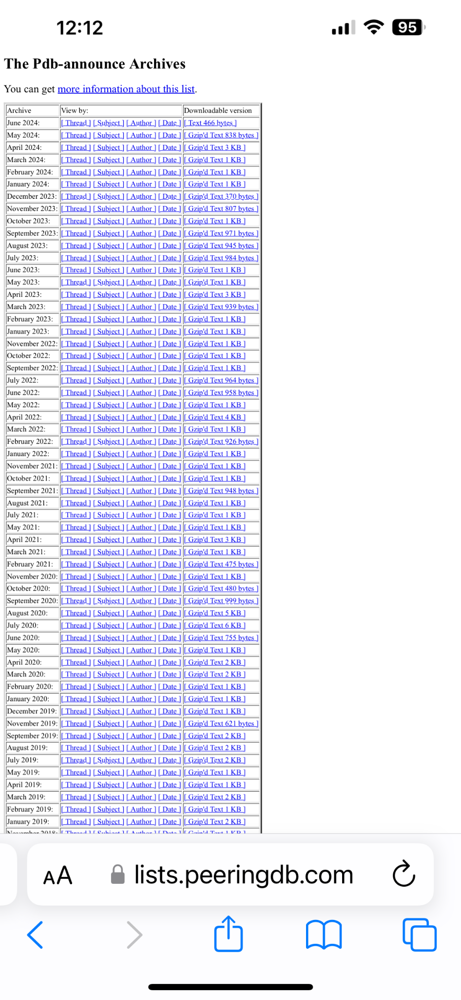 12:12 95
The Pdb-announce Archives
You can get more information about this list.
Archive View by: Downloadable version
June 2024: [ Thread ] [ Subject ] [ Author ] [ Date ] [ Text 466 bytes ]
May 2024: [ Thread ] [ Subject ] [ Author ] [ Date ] [ Gzip'd Text 838 bytes ]
April 2024: [ Thread ] [ Subject ] [ Author ] [ Date ] [ Gzip'd Text 3 KB ]
March 2024: [ Thread ] [ Subject ] [ Author ] [ Date ] [ Gzip'd Text 1 KB ]
February 2024: [ Thread ] [ Subject ] [ Author ] [ Date ] [ Gzip'd Text 1 KB ]
January 2024: [ Thread ] [ Subject ] [ Author ] [ Date ] [ Gzip'd Text 1 KB ]
December 2023: [ Thread ] [ Subject ] [ Author ] [ Date ] [ Gzip'd Text 370 bytes ]
November 2023: [ Thread ] [ Subject ] [ Author ] [ Date ] [ Gzip'd Text 807 bytes ]
October 2023: [ Thread ] [ Subject ] [ Author ] [ Date ] [ Gzip'd Text 1 KB ]
September 2023: [ Thread ] [ Subject ] [ Author ] [ Date ] [ Gzip'd Text 971 bytes ]
August 2023: [ Thread ] [ Subject ] [ Author ] [ Date ] [ Gzip'd Text 945 bytes ]
July 2023: [ Thread ] [ Subject ] [ Author ] [ Date ] [ Gzip'd Text 984 bytes ]
June 2023: [ Thread ] [ Subject ] [ Author ] [ Date ] [ Gzip'd Text 1 KB ]
May 2023: [ Thread ] [ Subject ] [ Author ] [ Date ] [ Gzip'd Text 1 KB ]
April 2023: [ Thread ] [ Subject ] [ Author ] [ Date ] [ Gzip'd Text 3 KB ]
March 2023: [ Thread ] [ Subject ] [ Author ] [ Date ] [ Gzip'd Text 939 bytes ]
February 2023: [ Thread ] [ Subject ] [ Author ] [ Date ] [ Gzip'd Text 1 KB ]
January 2023: [ Thread ] [ Subject ] [ Author ] [ Date ] [ Gzip'd Text 1 KB ]
November 2022: [ Thread ] [ Subject ] [ Author ] [ Date ] [ Gzip'd Text 1 KB ]
October 2022: [ Thread ] [ Subject ] [ Author ] [ Date ] [ Gzip'd Text 1 KB ]
September 2022: [ Thread ] [ Subject ] [ Author ] [ Date ] [ Gzip'd Text 1 KB ]
July 2022: [ Thread ] [ Subject ] [ Author ] [ Date ] [ Gzip'd Text 964 bytes ]
June 2022: [ Thread ] [ Subject ] [ Author ] [ Date ] [ Gzip'd Text 958 bytes ]
May 2022: [ Thread ] [ Subject ] [ Author ] [ Date ] [ Gzip'd Text 1 KB ]
April 2022: [ Thread ] [ Subject ] [ Author ] [ Date ] [ Gzip'd Text 4 KB ]
March 2022: [ Thread ] [ Subject ] [ Author ] [ Date ] [ Gzip'd Text 1 KB ]
February 2022: [ Thread ] [ Subject ] [ Author ] [ Date ] [ Gzip'd Text 926 bytes ]
January 2022: [ Thread ] [ Subject ] [ Author ] [ Date ] [ Gzip'd Text 1 KB ]
November 2021: [ Thread ] [ Subject ] [ Author ] [ Date ] [ Gzip'd Text 1 KB ]
October 2021: [ Thread ] [ Subject ] [ Author ] [ Date ] [ Gzip'd Text 1 KB ]
September 2021: [ Thread ] [ Subject ] [ Author ] [ Date ] [ Gzip'd Text 948 bytes ]
August 2021: [ Thread ] [ Subject ] [ Author ] [ Date ] [ Gzip'd Text 1 KB ]
July 2021: [ Thread ] [ Subject ] [ Author ] [ Date ] [ Gzip'd Text 1 KB ]
May 2021: [ Thread ] [ Subject ] [ Author ] [ Date ] [ Gzip'd Text 1 KB ]
April 2021: [ Thread ] [ Subject ] [ Author ] [ Date ] [ Gzip'd Text 3 KB ]
March 2021: [ Thread ] [ Subject ] [ Author ] [ Date ] [ Gzip'd Text 1 KB ]
February 2021: [ Thread ] [ Subject ] [ Author ] [ Date ] [ Gzip'd Text 475 bytes ]
November 2020: [ Thread ] [ Subject ] [ Author ] [ Date ] [ Gzip'd Text 1 KB ]
October 2020: [ Thread ] [ Subject ] [ Author ] [ Date ] [ Gzip'd Text 480 bytes ]
September 2020: [ Thread ] [ Subject ] [ Author ] [ Date ] [ Gzip'd Text 999 bytes ]
August 2020: [ Thread ] [ Subject ] [ Author ] [ Date ] [ Gzip'd Text 5 KB ]
July 2020: [ Thread ] [ Subject ] [ Author ] [ Date ] [ Gzip'd Text 6 KB ]
June 2020: [ Thread ] [ Subject ] [ Author ] [ Date ] [ Gzip'd Text 755 bytes ]
May 2020: [ Thread ] [ Subject ] [ Author ] [ Date ] [ Gzip'd Text 1 KB ]
April 2020: [ Thread ] [ Subject ] [ Author ] [ Date ] [ Gzip'd Text 2 KB ]
March 2020: [ Thread ] [ Subject ] [ Author ] [ Date ] [ Gzip'd Text 2 KB ]
February 2020: [ Thread ] [ Subject ] [ Author ] [ Date ] [ Gzip'd Text 1 KB ]
January 2020: [ Thread ] [ Subject ] [ Author ] [ Date ] [ Gzip'd Text 1 KB ]
December 2019: [ Thread ] [ Subject ] [ Author ] [ Date ] [ Gzip'd Text 1 KB ]
November 2019: [ Thread ] [ Subject ] [ Author ] [ Date ] [ Gzip'd Text 621 bytes ]
September 2019: [ Thread ] [ Subject ] [ Author ] [ Date ] [ Gzip'd Text 2 KB ]
August 2019: [ Thread ] [ Subject ] [ Author ] [ Date ] [ Gzip'd Text 2 KB ]
July 2019: [ Thread ] [ Subject ] [ Author ] [ Date ] [ Gzip'd Text 2 KB ]
May 2019: [ Thread ] [ Subject ] [ Author ] [ Date ] [ Gzip'd Text 1 KB ]
April 2019: [ Thread ] [ Subject ] [ Author ] [ Date ] [ Gzip'd Text 1 KB ]
March 2019: [ Thread ] [ Subject ] [ Author ] [ Date ] [ Gzip'd Text 2 KB ]
February 2019: [ Thread ] [ Subject ] [ Author ] [ Date ] [ Gzip'd Text 1 KB ]
January 2019: [ Thread ] [ Subject ] [ Author ] [ Date ] [ Gzip'd Text 2 KB ]
November 2018: [ Thread ] [ Subject ] [ Author ] [ Date ] [ Gzip'd Text 1 KB ]
AA lists.peeringdb.com